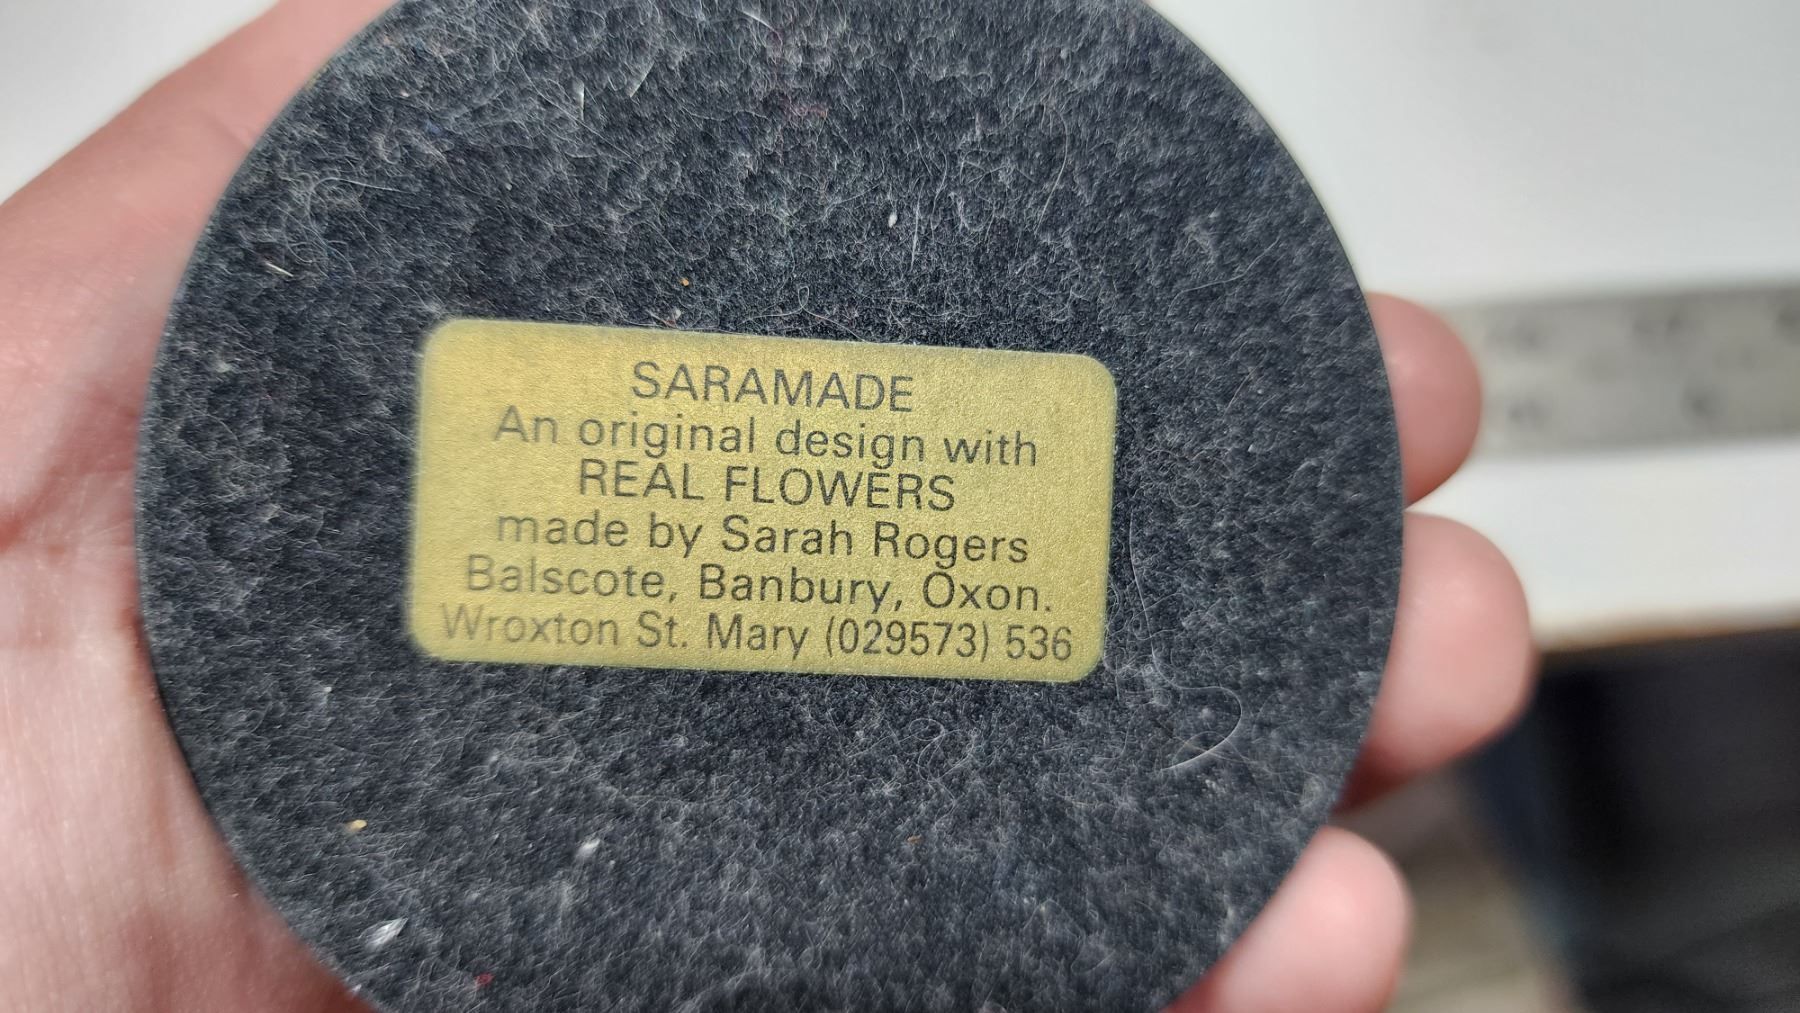 SARAMADE
An original design with
REAL FLOWERS
made by Sarah Rogers
Balscote, Banbury, Oxon.
Wroxton St. Mary (029573) 536